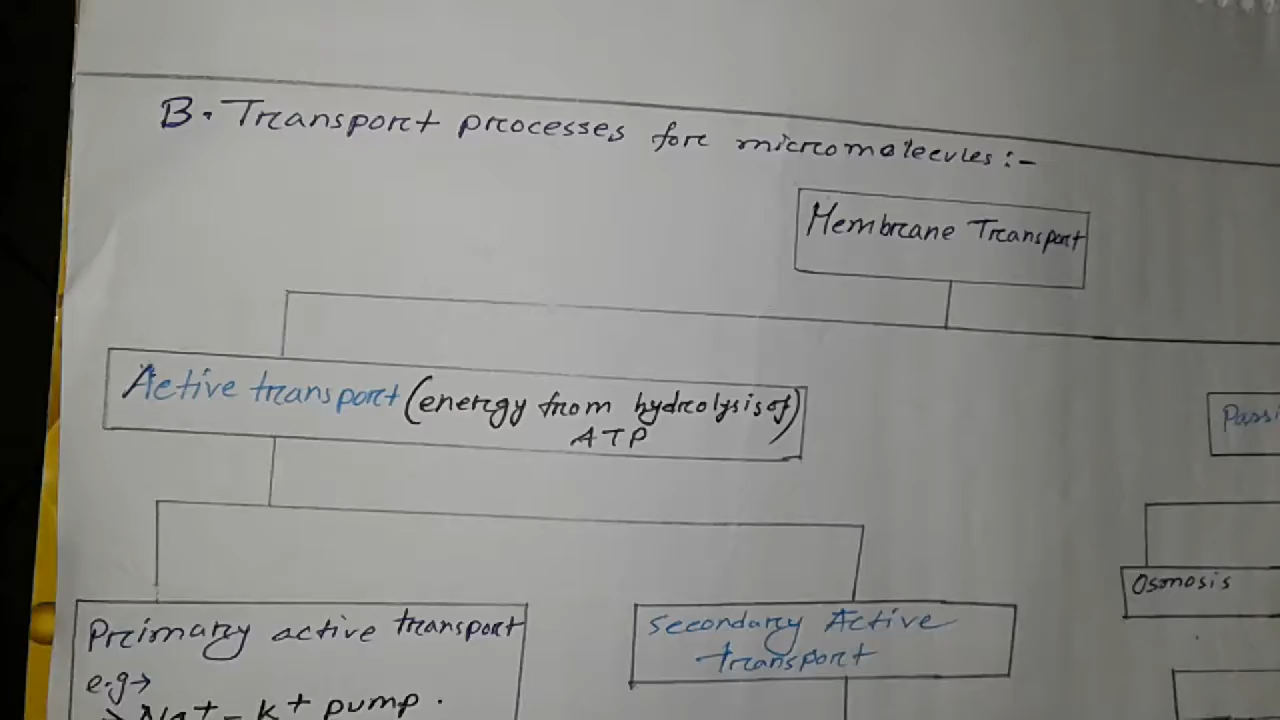 B. Transport processes for micromolecules :-
Membrane Transport
Active transport (energy from hydrolysis of)
ATP
Passi
Osmosis
Primary active transport
e.g →
→ Na+ - K+ pump.
Secondary Active
transport